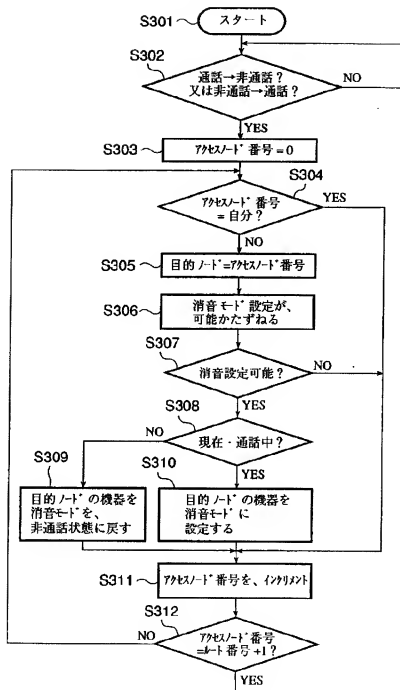 S301
スタート
S302
通話→非通話?
又は非通話→通話?
NO
YES
S303
アクセスノード番号=0
S304
アクセスノード番号
=自分?
YES
NO
S305
目的ノード=アクセスノード番号
S306
消音モード設定が、
可能かたずねる
S307
消音設定可能?
NO
YES
S308
現在・通話中?
NO
YES
S309
目的ノードの機器を
消音モードを、
非通話状態に戻す
S310
目的ノードの機器を
消音モードに
設定する
S311
アクセスノード番号を、インクリメント
S312
アクセスノード番号
=ルート番号+1?
NO
YES